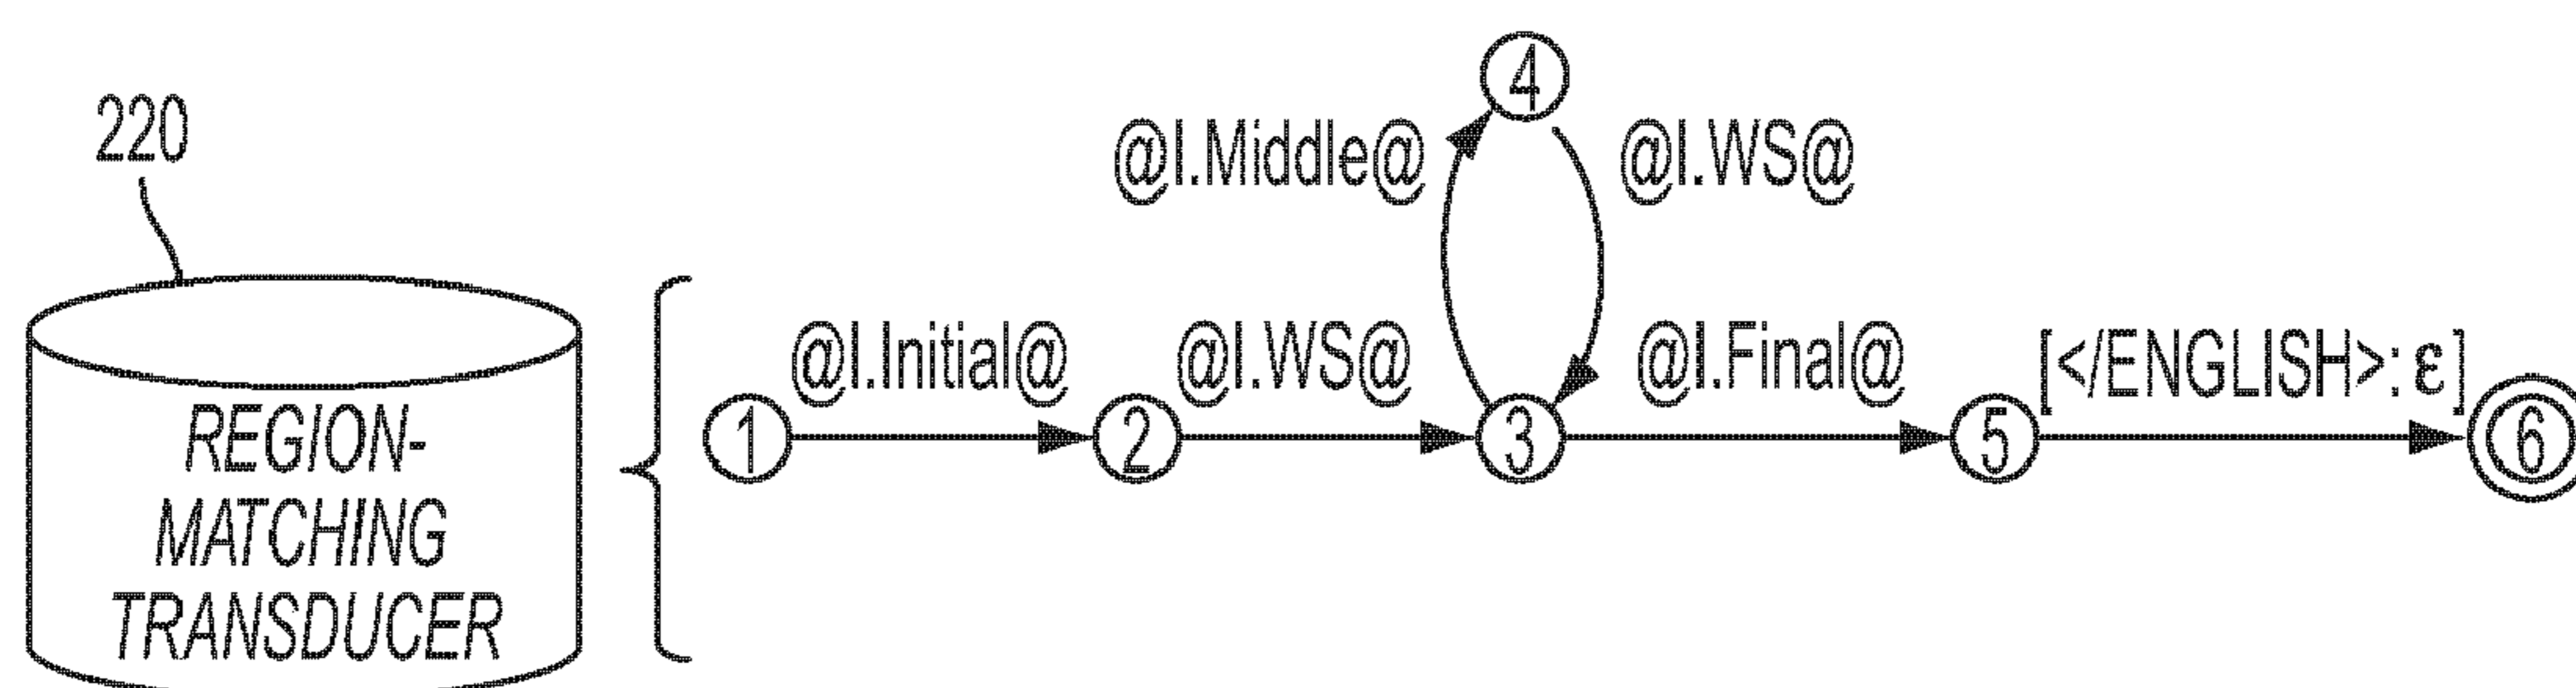 220
④
@I.Middle@ @I.WS@
@I.Initial@ @I.WS@ @I.Final@ [</ENGLISH>: ε]
① ② ③ ⑤ ⑥
REGION-
MATCHING
TRANSDUCER